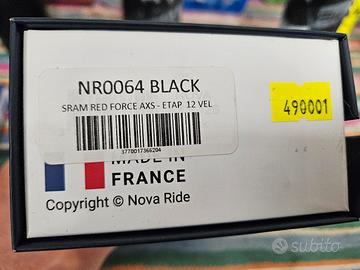 NR0064 BLACK
SRAM RED FORCE AXS - ETAP 12 VEL
490001
3770017366204
MADE IN
FRANCE
Copyright © Nova Ride
subito